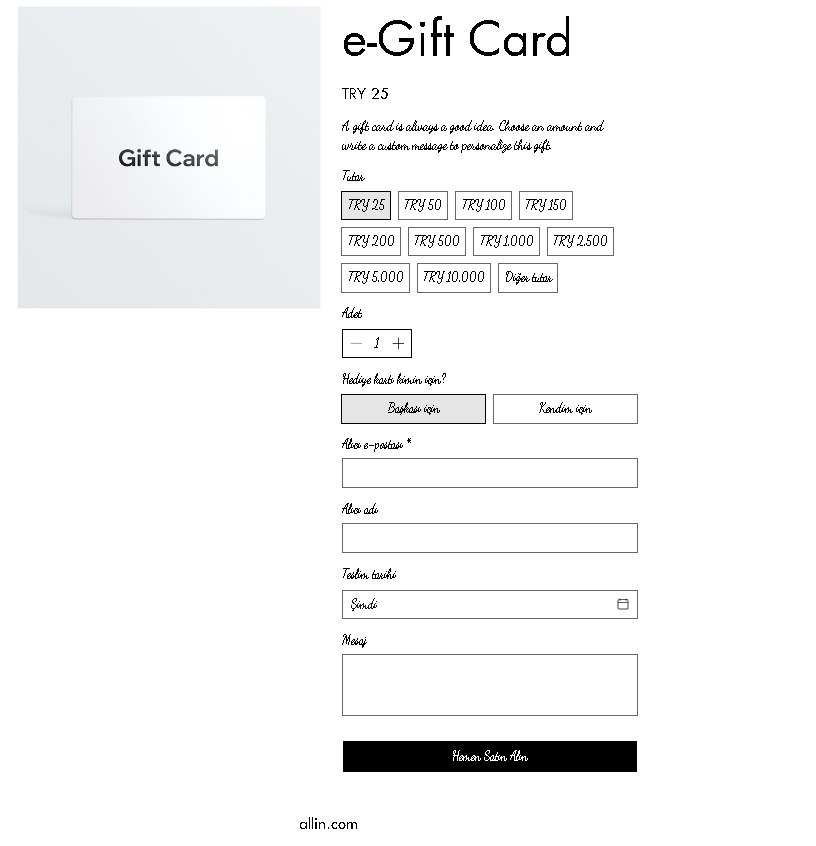 Gift Card
e-Gift Card
TRY 25
A gift card is always a good idea. Choose an amount and
write a custom message to personalize this gift.
Tutar
TRY 25 TRY 50 TRY 100 TRY 150
TRY 200 TRY 500 TRY 1.000 TRY 2.500
TRY 5.000 TRY 10.000 Diğer tutar
Adet
1
Hediye kartı kimin için?
Başkası için Kendim için
Alıcı e-postası *
Alıcı adı
Teslim tarihi
Şimdi
Mesaj
Hemen Satın Alın
allin.com